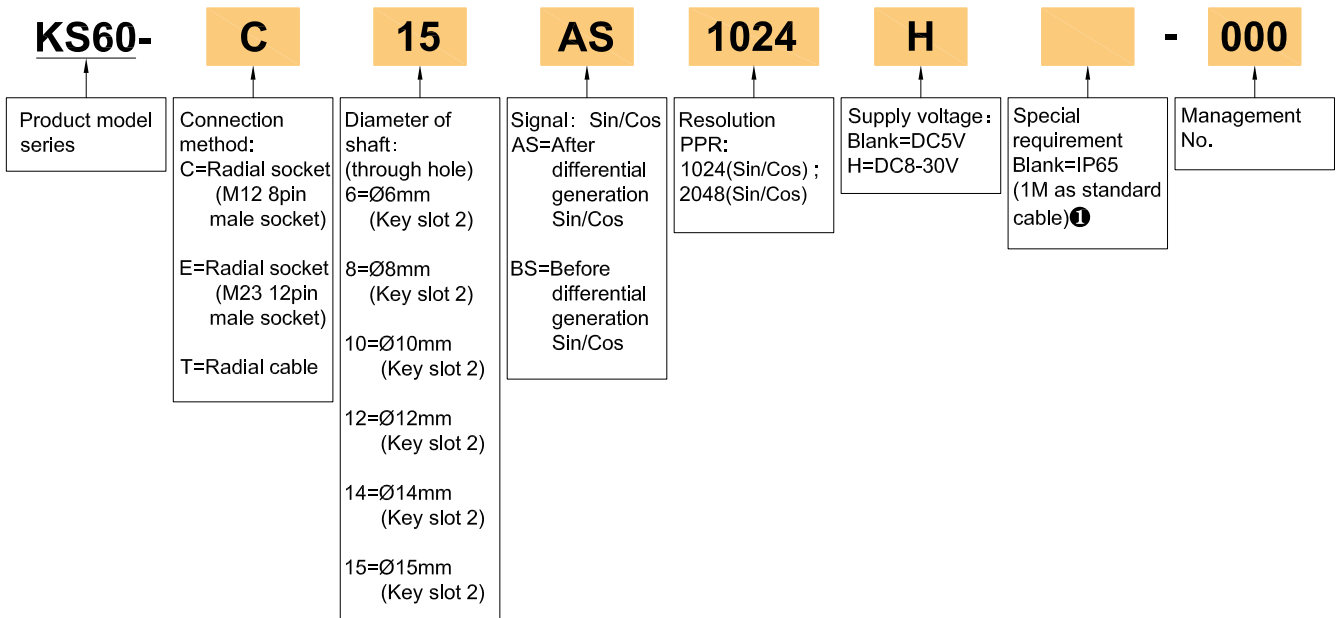 KS60- C 15 AS 1024 H - 000
Product model
series
Connection
method:
C=Radial socket
(M12 8pin
male socket)
E=Radial socket
(M23 12pin
male socket)
T=Radial cable
Diameter of
shaft:
(through hole)
6=Ø6mm
(Key slot 2)
8=Ø8mm
(Key slot 2)
10=Ø10mm
(Key slot 2)
12=Ø12mm
(Key slot 2)
14=Ø14mm
(Key slot 2)
15=Ø15mm
(Key slot 2)
Signal: Sin/Cos
AS=After
differential
generation
Sin/Cos
BS=Before
differential
generation
Sin/Cos
Resolution
PPR:
1024(Sin/Cos) ;
2048(Sin/Cos)
Supply voltage:
Blank=DC5V
H=DC8-30V
Special
requirement
Blank=IP65
(1M as standard
cable)❶
Management
No.